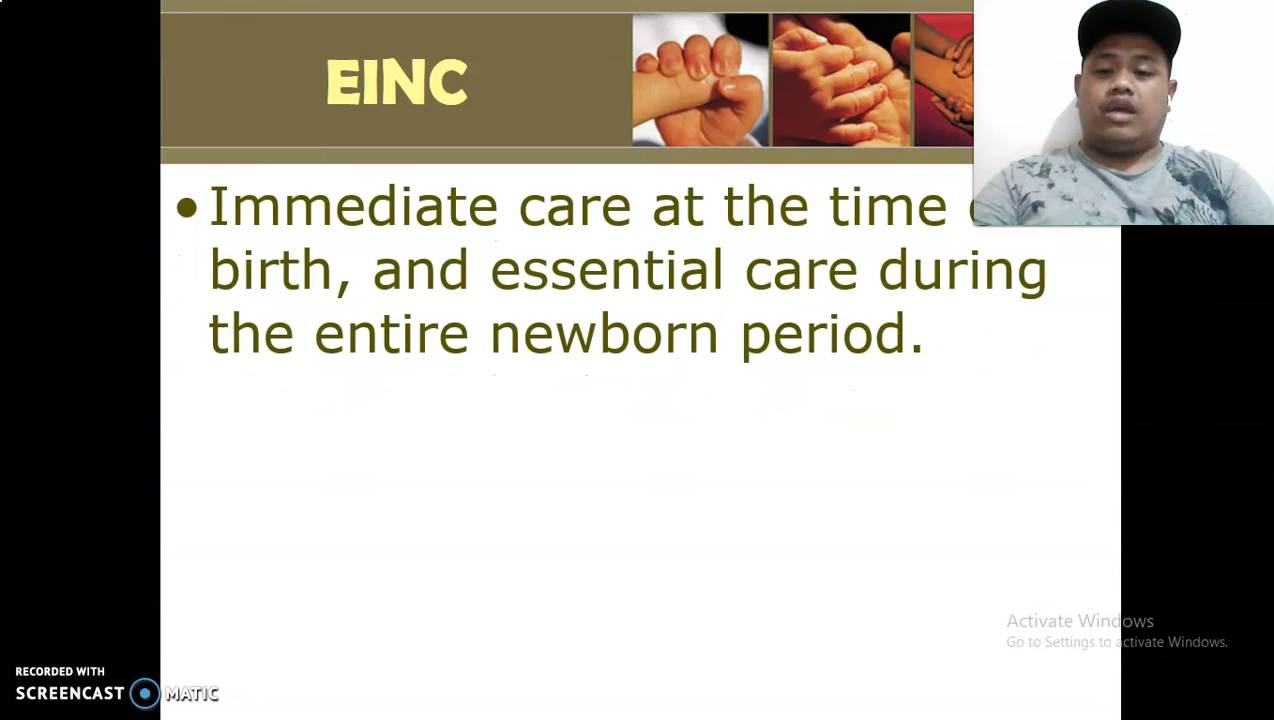 EINC
• Immediate care at the time
birth, and essential care during
the entire newborn period.
Activate Windows
Go to Settings to activate Windows.
RECORDED WITH
SCREENCAST MATIC